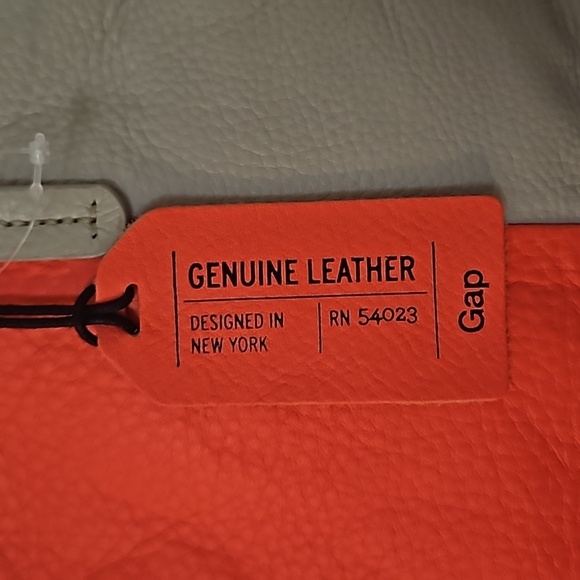 GENUINE LEATHER
DESIGNED IN
NEW YORK
RN 54023
Gap